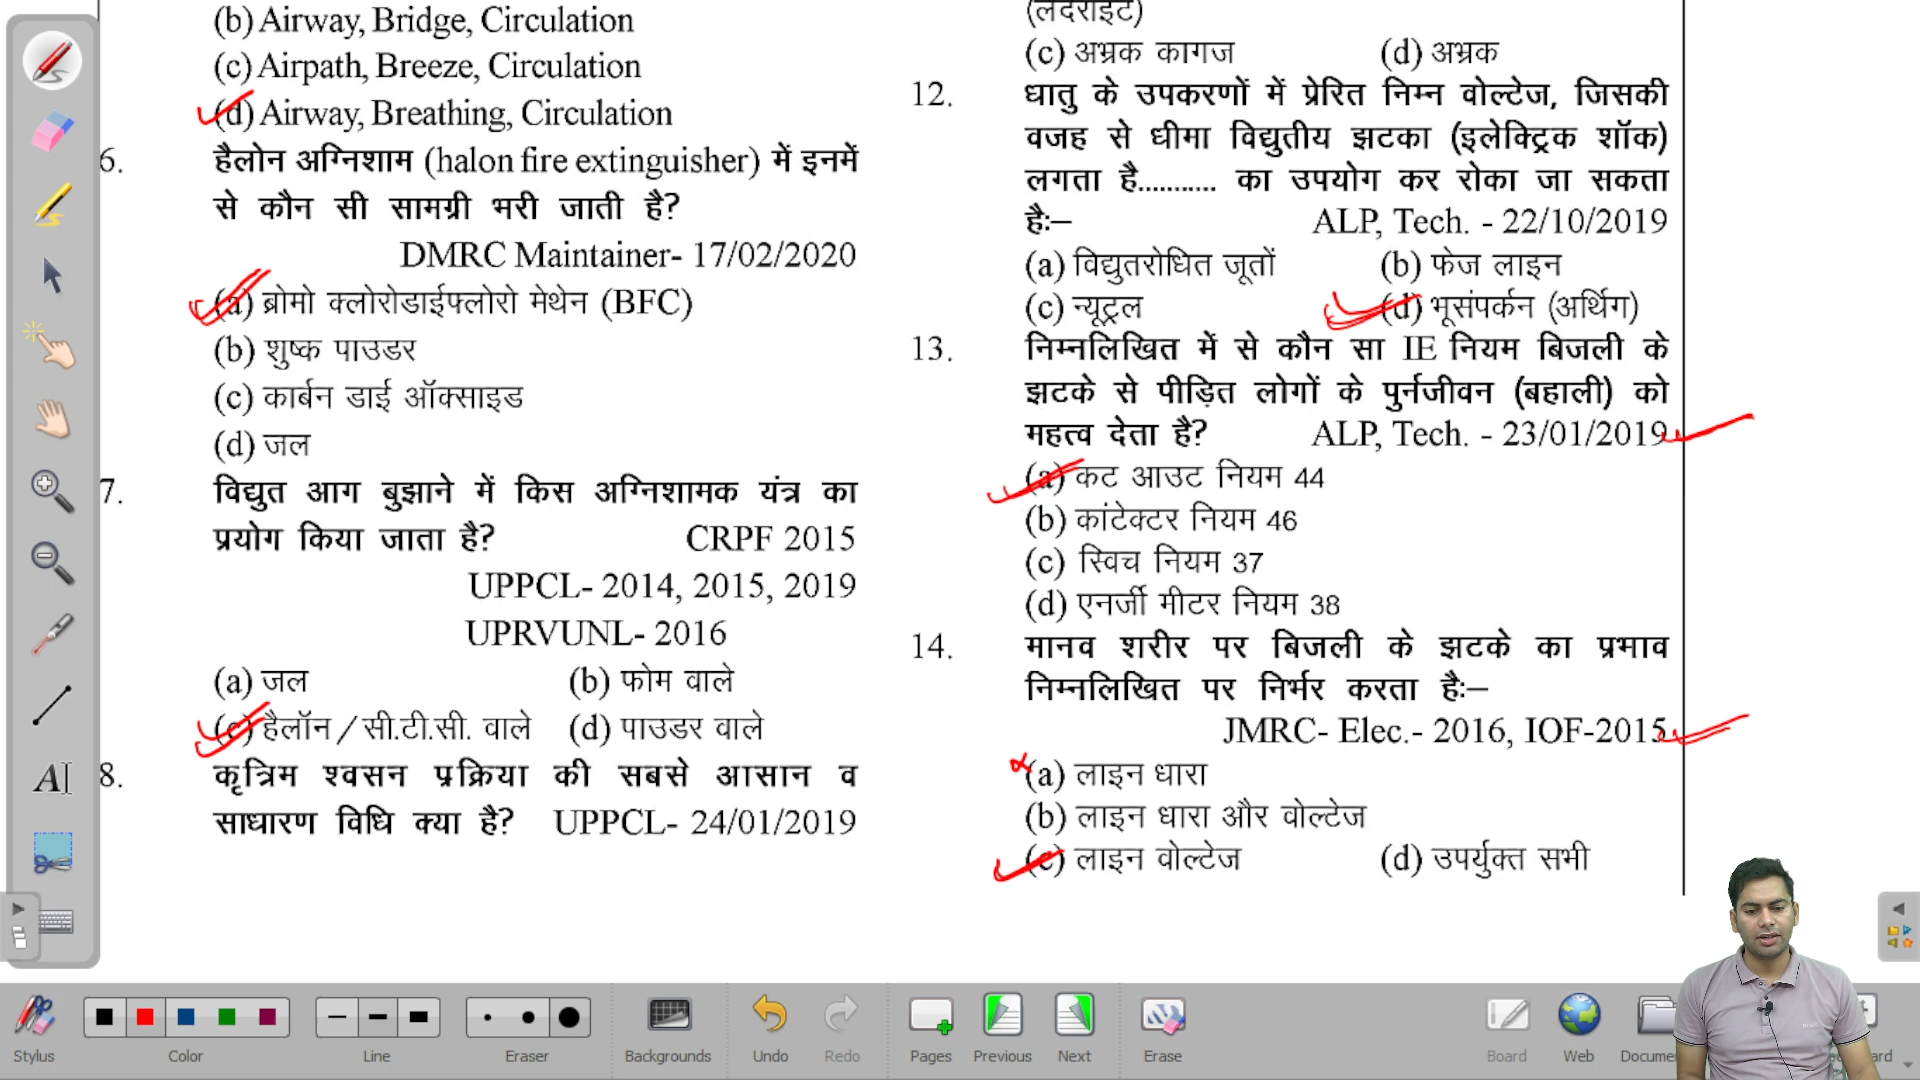 (b) Airway, Bridge, Circulation
(c) Airpath, Breeze, Circulation
(d) Airway, Breathing, Circulation
6. हैलोन अग्निशाम (halon fire extinguisher) में इनमें
से कौन सी सामग्री भरी जाती है?
DMRC Maintainer- 17/02/2020
(a) ब्रोमो क्लोरोडाईफ्लोरो मेथेन (BFC)
(b) शुष्क पाउडर
(c) कार्बन डाई ऑक्साइड
(d) जल
7. विद्युत आग बुझाने में किस अग्निशामक यंत्र का
प्रयोग किया जाता है? CRPF 2015
UPPCL- 2014, 2015, 2019
UPRVUNL- 2016
(a) जल (b) फोम वाले
(c) हैलॉन / सी.टी.सी. वाले (d) पाउडर वाले
8. कृत्रिम श्वसन प्रक्रिया की सबसे आसान व
साधारण विधि क्या है? UPPCL- 24/01/2019
(लेदराइट)
(c) अभ्रक कागज (d) अभ्रक
12. धातु के उपकरणों में प्रेरित निम्न वोल्टेज, जिसकी
वजह से धीमा विद्युतीय झटका (इलेक्ट्रिक शॉक)
लगता है........... का उपयोग कर रोका जा सकता
है:– ALP, Tech. - 22/10/2019
(a) विद्युतरोधित जूतों (b) फेज लाइन
(c) न्यूट्रल (d) भूसंपर्कन (अर्थिग)
13. निम्नलिखित में से कौन सा IE नियम बिजली के
झटके से पीड़ित लोगों के पुर्नजीवन (बहाली) को
महत्व देता है? ALP, Tech. - 23/01/2019
(a) कट आउट नियम 44
(b) कांटेक्टर नियम 46
(c) स्विच नियम 37
(d) एनर्जी मीटर नियम 38
14. मानव शरीर पर बिजली के झटके का प्रभाव
निम्नलिखित पर निर्भर करता है:–
JMRC- Elec.- 2016, IOF-2015
(a) लाइन धारा
(b) लाइन धारा और वोल्टेज
(c) लाइन वोल्टेज (d) उपर्युक्त सभी
Stylus Color Line Eraser Backgrounds Undo Redo Pages Previous Next Erase Board Web